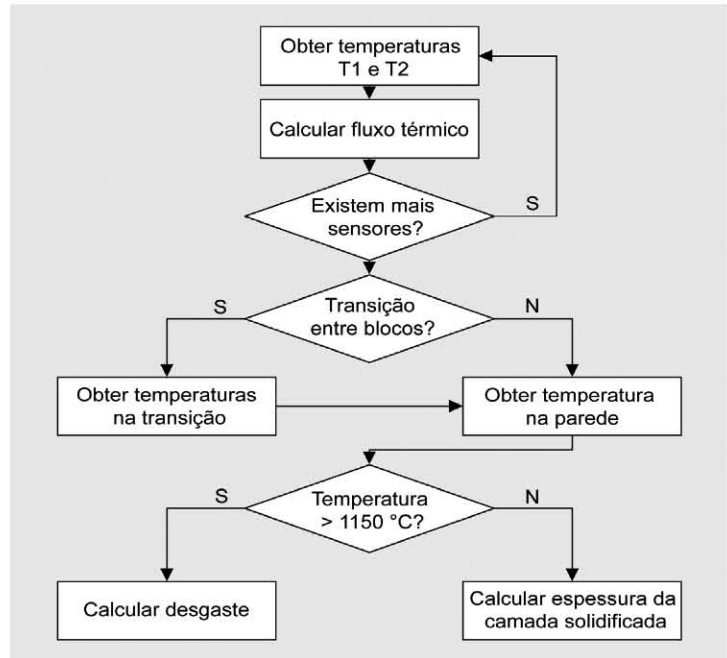 Obter temperaturas
T1 e T2
Calcular fluxo térmico
Existem mais
sensores?
S
S
Transição
entre blocos?
N
Obter temperaturas
na transição
Obter temperatura
na parede
S
Temperatura
> 1150 °C?
N
Calcular desgaste
Calcular espessura da
camada solidificada